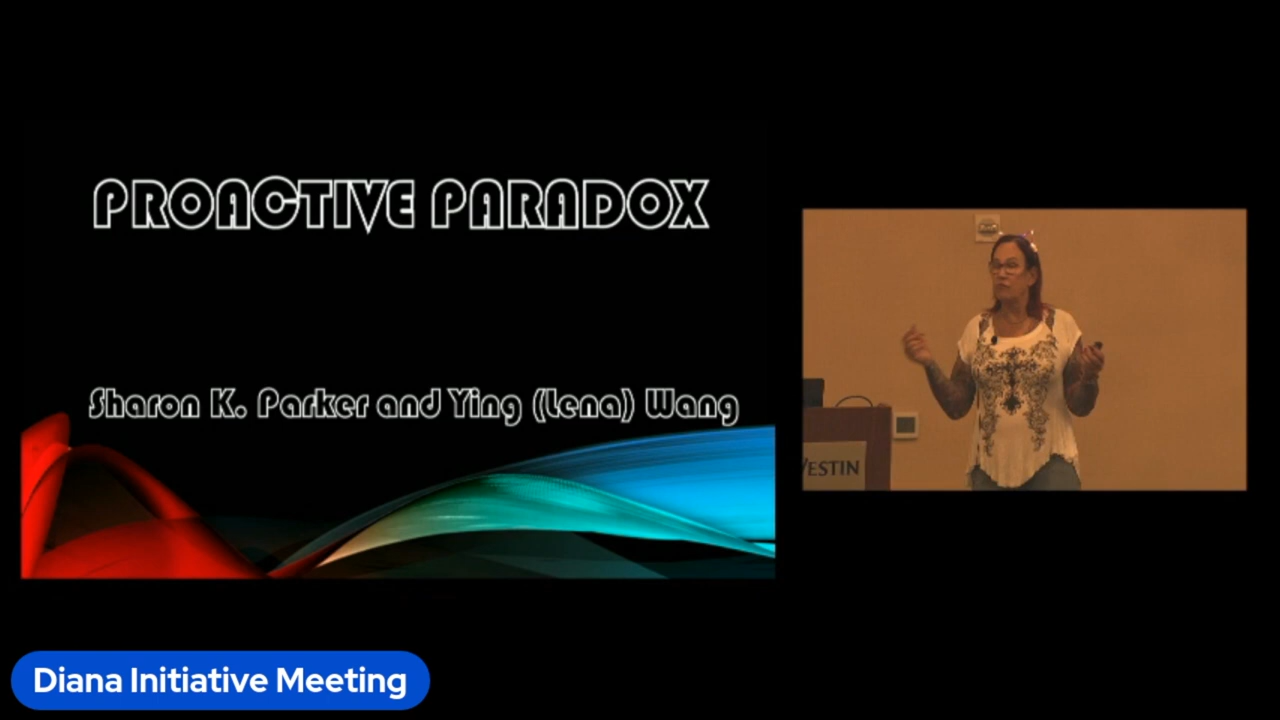 PROACTIVE PARADOX
Sharon K. Parker and Ying (Lena) Wang
WESTIN
Diana Initiative Meeting